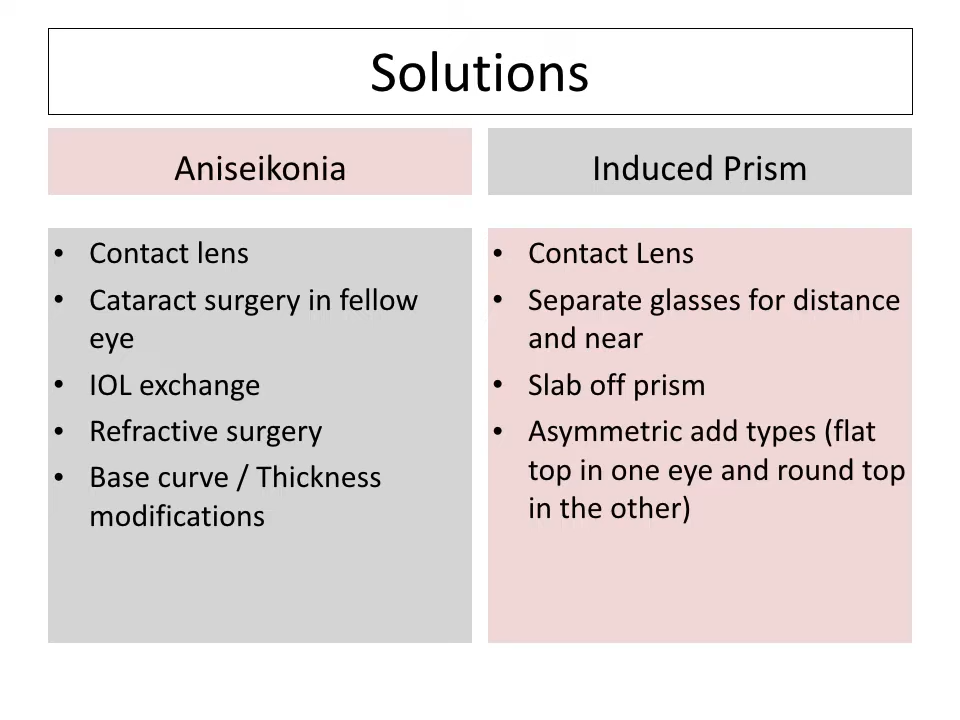 Solutions
Aniseikonia
• Contact lens
• Cataract surgery in fellow
eye
• IOL exchange
• Refractive surgery
• Base curve / Thickness
modifications
Induced Prism
• Contact Lens
• Separate glasses for distance
and near
• Slab off prism
• Asymmetric add types (flat
top in one eye and round top
in the other)